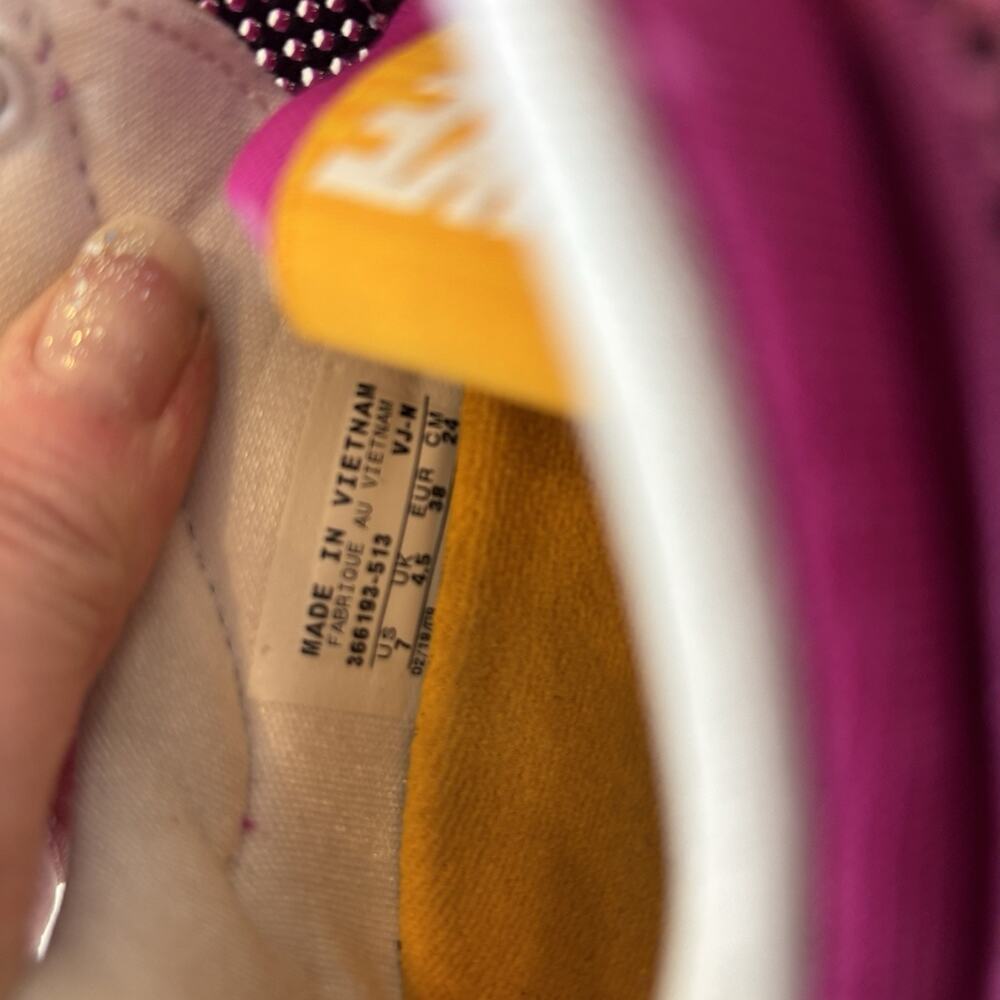 MADE IN VIETNAM
FABRIQUE AU VIETNAM
366193-513 VJ-N
US UK EUR CM
7 4.5 38 24